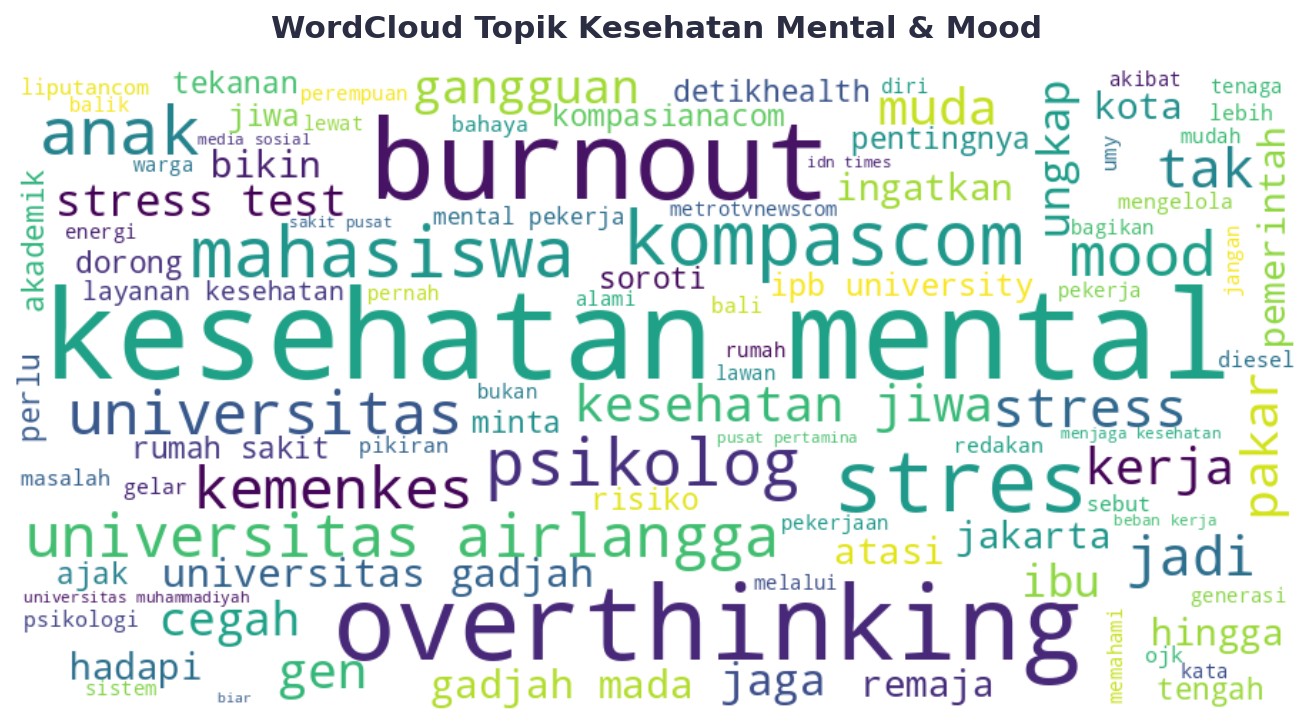 WordCloud Topik Kesehatan Mental & Mood
liputancom
tekanan
perempuan
gangguan
detikhealth
diri
akibat
tenaga
balik
jiwa
lewat
bahaya
kompasianacom
muda
ungkap
kota
lebih
anak
media sosial
burnout
pentingnya
mudah
warga
bikin
idn times
umy
tak
pemerintah
akademik
stress test
ingatkan
mengelola
energi
sakit pusat
mental pekerja
metrotvnewscom
bagikan
dorong
mahasiswa
kompascom
mood
jangan
layanan kesehatan
pernah
soroti
alami
bali
ipb university
pekerja
kesehatan mental
rumah
lawan
diesel
perlu
universitas
bukan
minta
kesehatan jiwa
stress
pakar
rumah sakit
pikiran
pusat pertamina
redakan
menjaga kesehatan
masalah
gelar
kemenkes
psikolog
risiko
stres
kerja
sebut
universitas airlangga
pekerjaan
atasi
jakarta
beban kerja
jadi
ajak
universitas gadjah
melalui
ibu
generasi
universitas muhammadiyah
psikologi
cegah
overthinking
memahami
hingga
hadapi
gen
ojk
kata
sistem
biar
gadjah mada
jaga
remaja
tengah